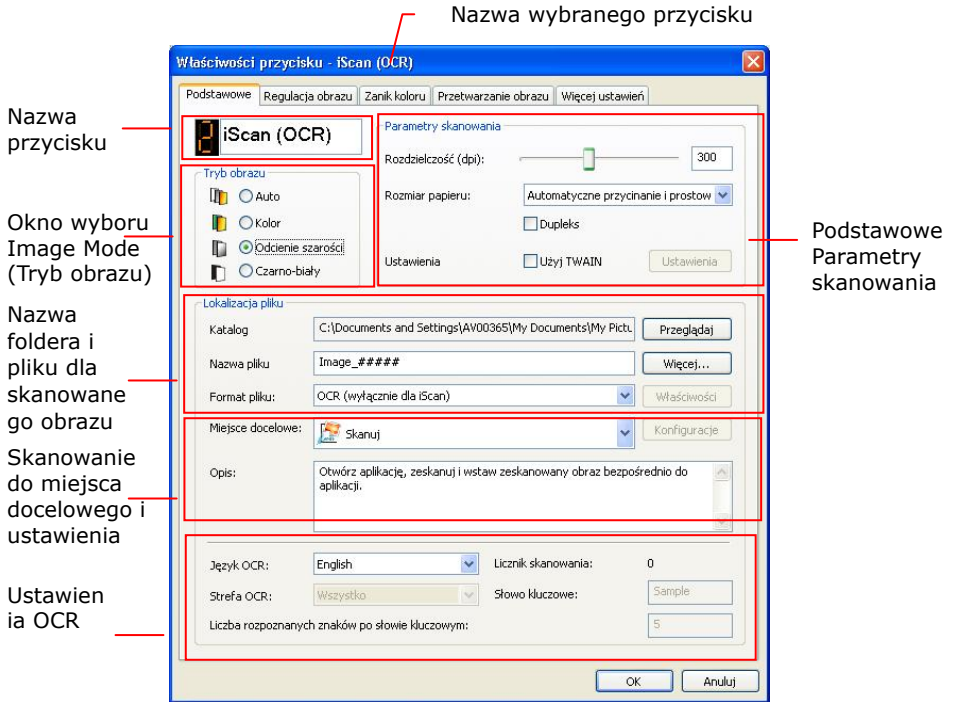 Nazwa wybranego przycisku
Właściwości przycisku - iScan (OCR)
Podstawowe Regulacja obrazu Zanik koloru Przetwarzanie obrazu Więcej ustawień
Nazwa
przycisku
2 iScan (OCR)
Parametry skanowania
Rozdzielczość (dpi): 300
Rozmiar papieru: Automatyczne przycinanie i prostow
Dupleks
Ustawienia Użyj TWAIN Ustawienia
Podstawowe
Parametry
skanowania
Okno wyboru
Image Mode
(Tryb obrazu)
Tryb obrazu
Auto
Kolor
Odcienie szarości
Czarno-biały
Nazwa
foldera i
pliku dla
skanowane
go obrazu
Lokalizacja pliku
Katalog C:\Documents and Settings\AV00365\My Documents\My Pictu Przeglądaj
Nazwa pliku Image_##### Więcej...
Format pliku: OCR (wyłącznie dla iScan) Właściwości
Skanowanie
do miejsca
docelowego i
ustawienia
Miejsce docelowe: Skanuj Konfiguracje
Opis: Otwórz aplikację, zeskanuj i wstaw zeskanowany obraz bezpośrednio do
aplikacji.
Ustawien
ia OCR
Język OCR: English Licznik skanowania: 0
Strefa OCR: Wszystko Słowo kluczowe: Sample
Liczba rozpoznanych znaków po słowie kluczowym: 5
OK Anuluj